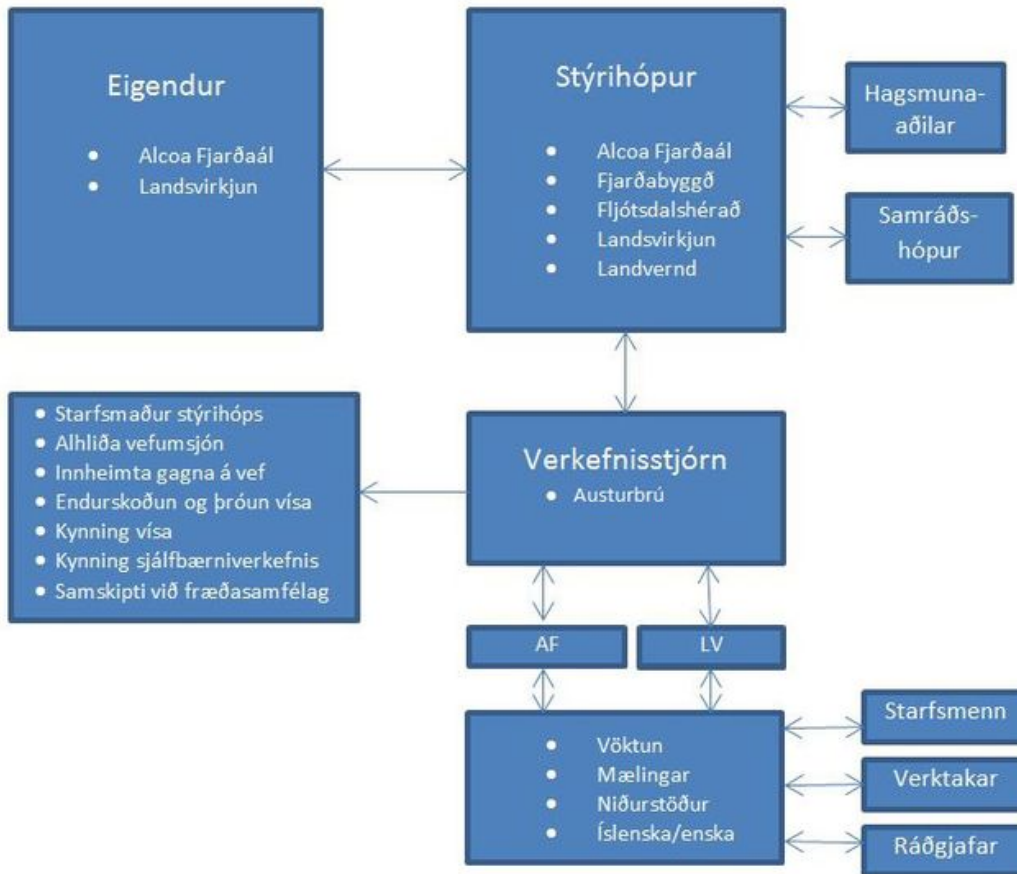 Eigendur
Alcoa Fjarðaál
Landsvirkjun
Stýrihópur
Alcoa Fjarðaál
Fjarðabyggð
Fljótsdalshérað
Landsvirkjun
Landvernd
Hagsmuna-
aðilar
Samráðs-
hópur
Starfsmaður stýrihóps
Alhliða vefumsjón
Innheimta gagna á vef
Endurskoðun og þróun vísa
Kynning vísa
Kynning sjálfbærniverkefnis
Samskipti við fræðasamfélag
Verkefnisstjórn
Austurbrú
AF
LV
Vöktun
Mælingar
Niðurstöður
Íslenska/enska
Starfsmenn
Verktakar
Ráðgjafar